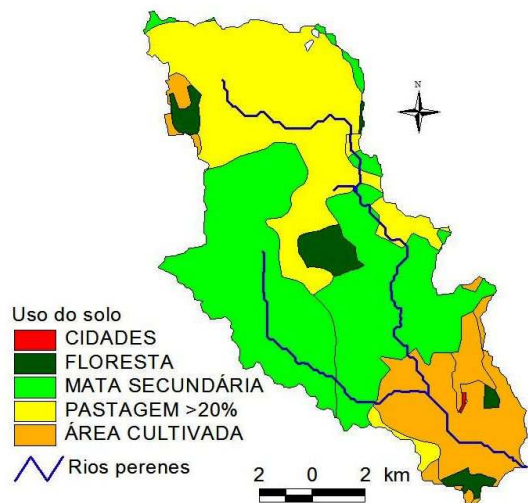 N
Uso do solo
CIDADES
FLORESTA
MATA SECUNDÁRIA
PASTAGEM >20%
ÁREA CULTIVADA
Rios perenes
2 0 2 km